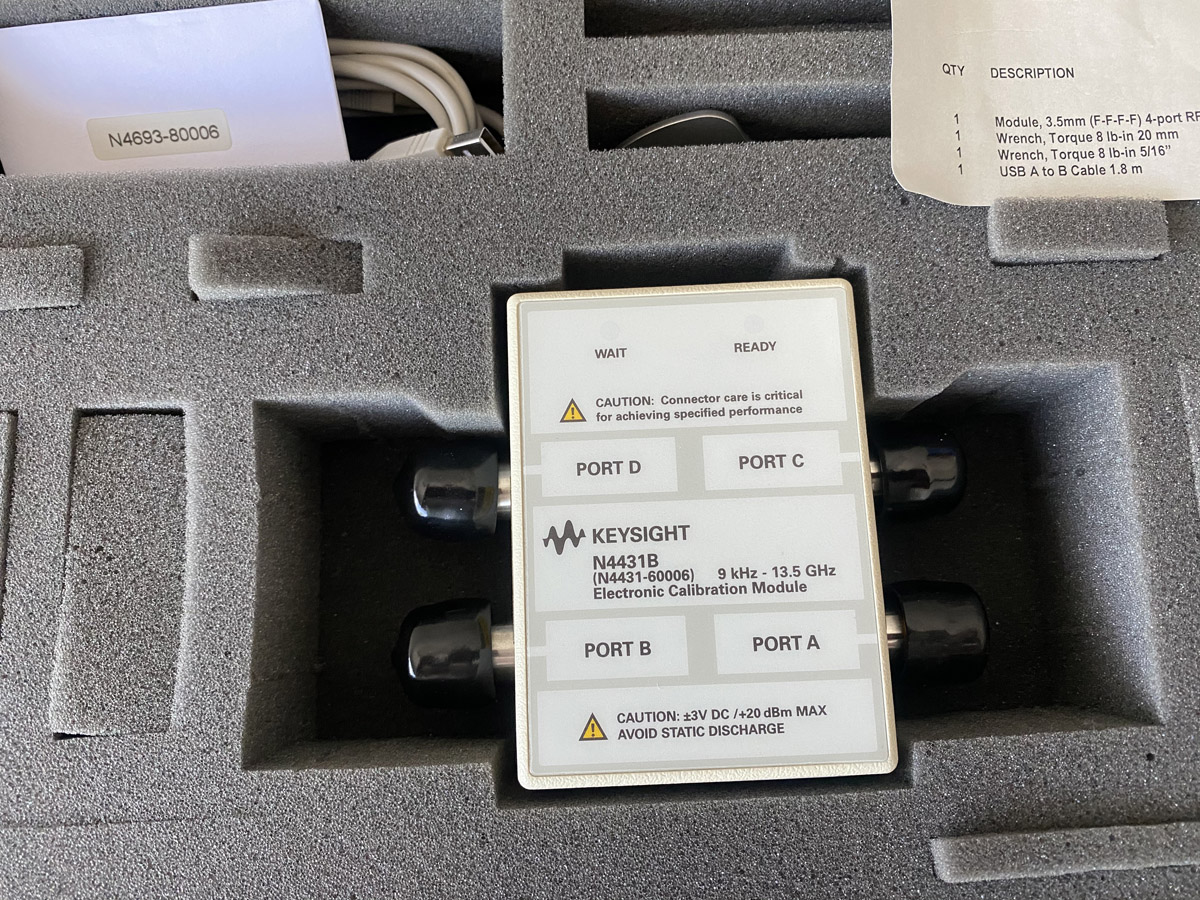 N4693-80006
QTY DESCRIPTION
1 Module, 3.5mm (F-F-F-F) 4-port RF
1 Wrench, Torque 8 lb-in 20 mm
1 Wrench, Torque 8 lb-in 5/16"
1 USB A to B Cable 1.8 m
WAIT READY
CAUTION: Connector care is critical
for achieving specified performance
PORT D PORT C
KEYSIGHT
N4431B
(N4431-60006) 9 kHz - 13.5 GHz
Electronic Calibration Module
PORT B PORT A
CAUTION: ±3V DC /+20 dBm MAX
AVOID STATIC DISCHARGE